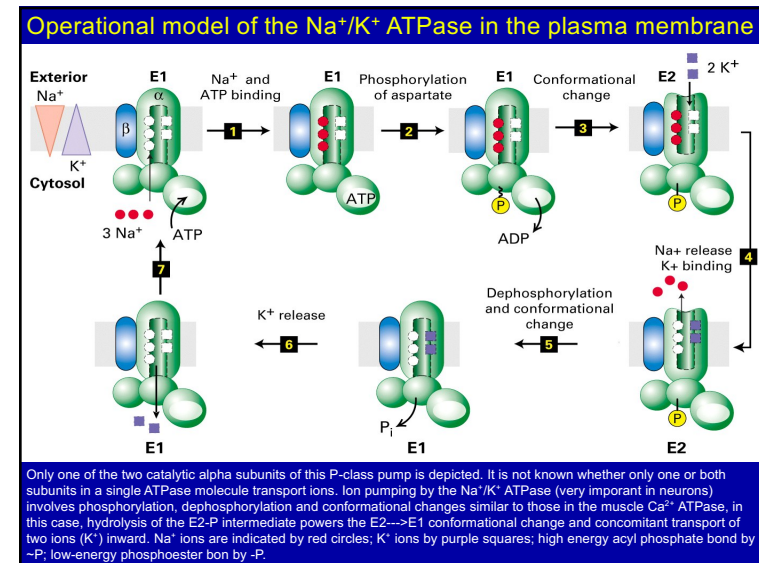 Operational model of the Na⁺/K⁺ ATPase in the plasma membrane
Exterior
Na⁺
K⁺
Cytosol
E1
α
β
3 Na⁺
ATP
Na⁺ and
ATP binding
1
E1
ATP
Phosphorylation
of aspartate
2
E1
P
ADP
Conformational
change
3
E2
2 K⁺
P
4
Na+ release
K+ binding
P
E2
Dephosphorylation
and conformational
change
5
Pi
E1
K⁺ release
6
E1
7
Only one of the two catalytic alpha subunits of this P-class pump is depicted. It is not known whether only one or both
subunits in a single ATPase molecule transport ions. Ion pumping by the Na⁺/K⁺ ATPase (very imporant in neurons)
involves phosphorylation, dephosphorylation and conformational changes similar to those in the muscle Ca²⁺ ATPase, in
this case, hydrolysis of the E2-P intermediate powers the E2--->E1 conformational change and concomitant transport of
two ions (K⁺) inward. Na⁺ ions are indicated by red circles; K⁺ ions by purple squares; high energy acyl phosphate bond by
~P; low-energy phosphoester bon by -P.